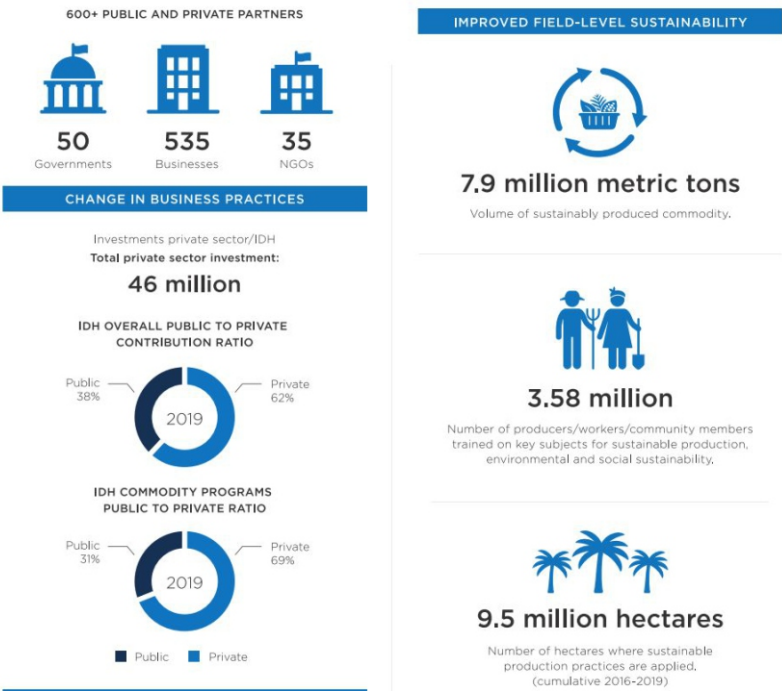 600+ PUBLIC AND PRIVATE PARTNERS
50
Governments
535
Businesses
35
NGOs
CHANGE IN BUSINESS PRACTICES
Investments private sector/IDH
Total private sector investment:
46 million
IDH OVERALL PUBLIC TO PRIVATE
CONTRIBUTION RATIO
Public
38%
2019
Private
62%
IDH COMMODITY PROGRAMS
PUBLIC TO PRIVATE RATIO
Public
31%
2019
Private
69%
Public
Private
IMPROVED FIELD-LEVEL SUSTAINABILITY
7.9 million metric tons
Volume of sustainably produced commodity.
3.58 million
Number of producers/workers/community members
trained on key subjects for sustainable production,
environmental and social sustainability.
9.5 million hectares
Number of hectares where sustainable
production practices are applied.
(cumulative 2016-2019)